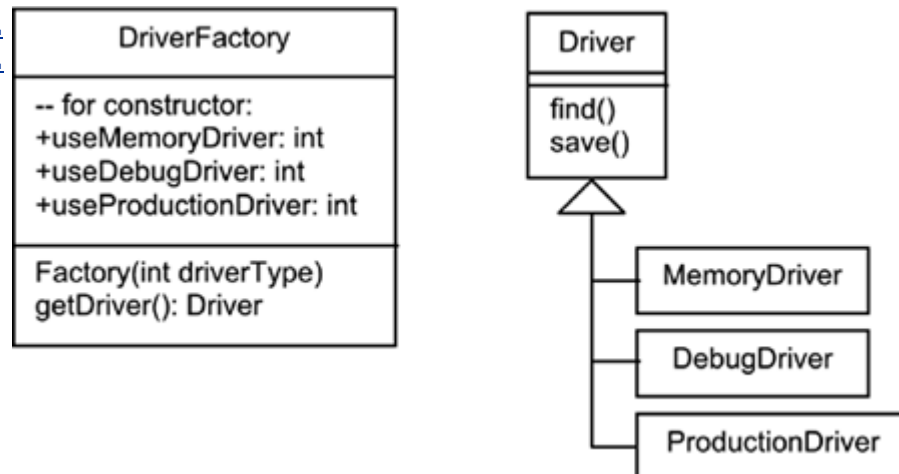 DriverFactory
-- for constructor:
+useMemoryDriver: int
+useDebugDriver: int
+useProductionDriver: int
Factory(int driverType)
getDriver(): Driver
Driver
find()
save()
MemoryDriver
DebugDriver
ProductionDriver